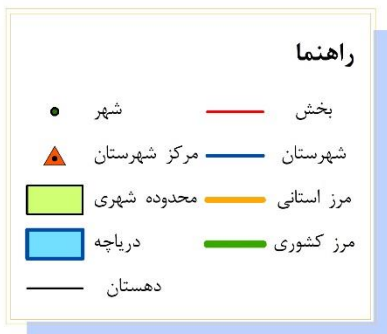 راهنما
بخش شهر
شهرستان مرکز شهرستان
مرز استانی محدوده شهری
مرز کشوری دریاچه
دهستان